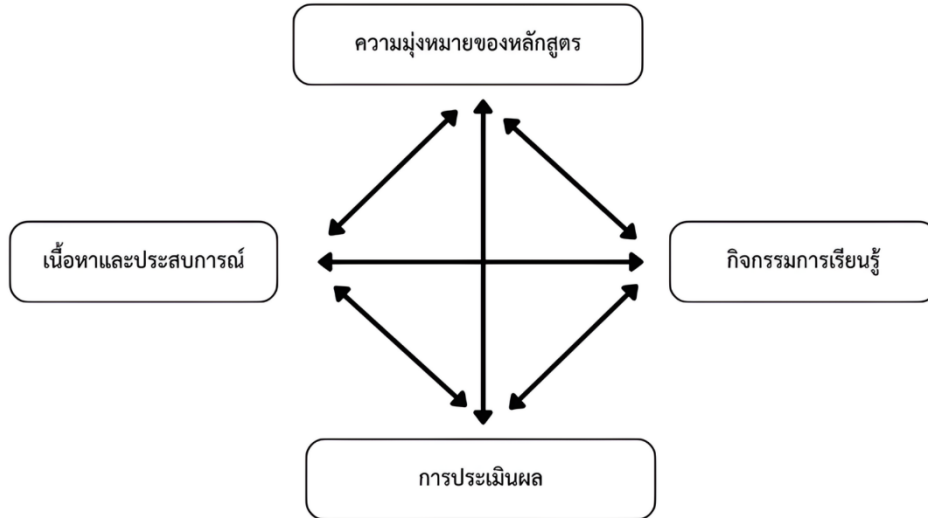 ความมุ่งหมายของหลักสูตร
เนื้อหาและประสบการณ์
กิจกรรมการเรียนรู้
การประเมินผล